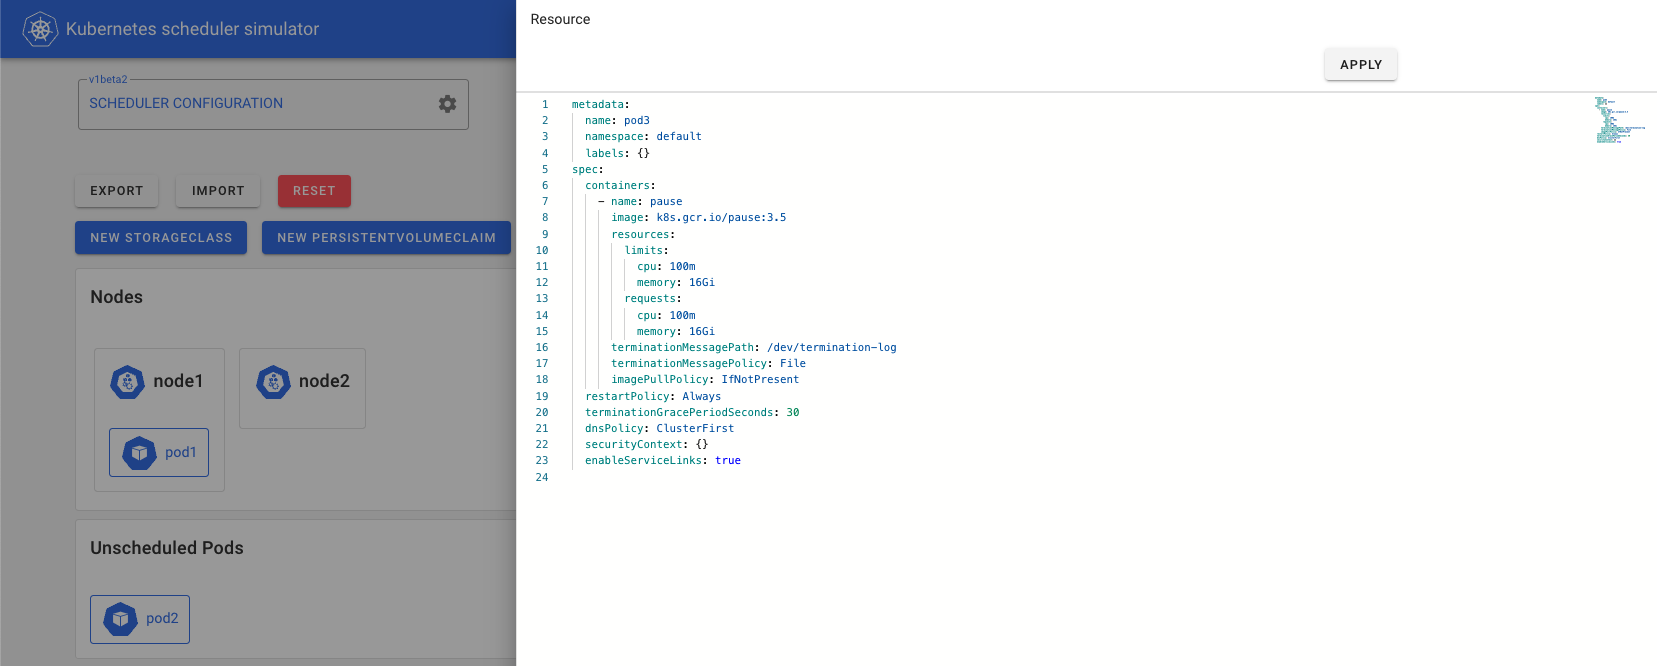 Kubernetes scheduler simulator
v1beta2
SCHEDULER CONFIGURATION
EXPORT
IMPORT
RESET
NEW STORAGECLASS
NEW PERSISTENTVOLUMECLAIM
Nodes
node1
node2
pod1
Unscheduled Pods
pod2
Resource
APPLY
1 metadata:
2   name: pod3
3   namespace: default
4   labels: {}
5 spec:
6   containers:
7     - name: pause
8       image: k8s.gcr.io/pause:3.5
9       resources:
10         limits:
11           cpu: 100m
12           memory: 16Gi
13         requests:
14           cpu: 100m
15           memory: 16Gi
16       terminationMessagePath: /dev/termination-log
17       terminationMessagePolicy: File
18       imagePullPolicy: IfNotPresent
19   restartPolicy: Always
20   terminationGracePeriodSeconds: 30
21   dnsPolicy: ClusterFirst
22   securityContext: {}
23   enableServiceLinks: true
24